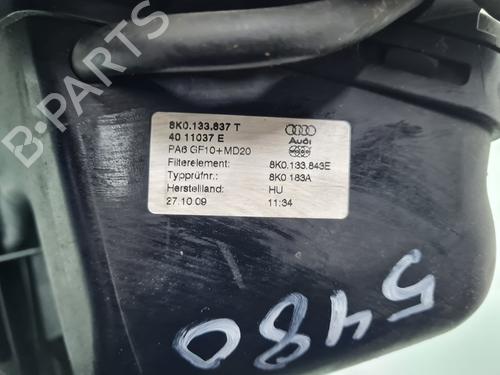 8K0.133.837 T
40 11037 E
PA6 GF10+MD20
Audi
Filterelement: 8K0.133.843E
Typprüfnr.: 8K0 183A
Herstelland: HU
27.10.09 11:34
5480
B-PARTS